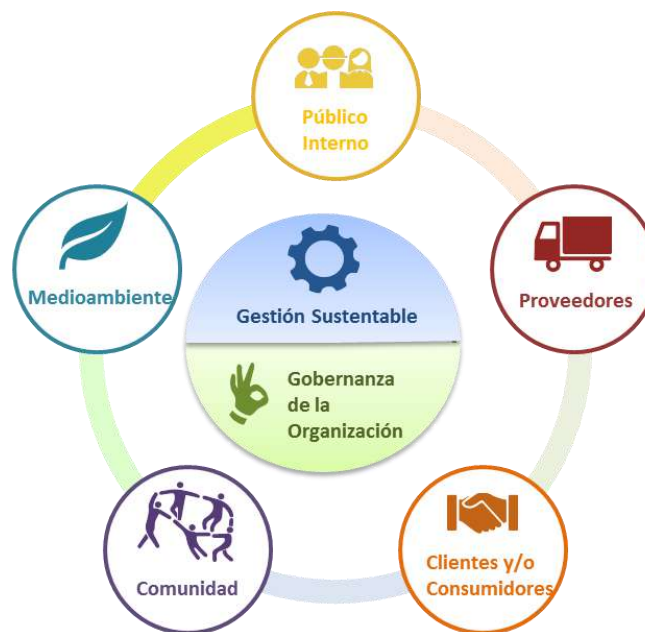 Público
Interno
Medioambiente
Proveedores
Gestión Sustentable
Gobernanza
de la
Organización
Comunidad
Clientes y/o
Consumidores